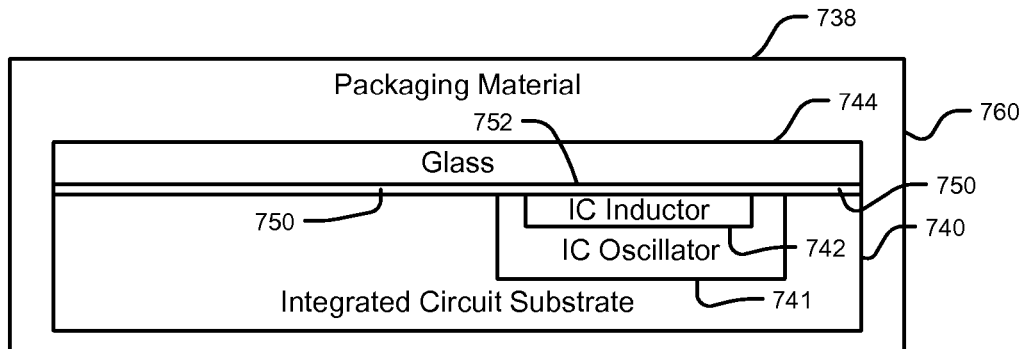 738
Packaging Material
744
760
752
Glass
750
750
IC Inductor
740
742
IC Oscillator
741
Integrated Circuit Substrate